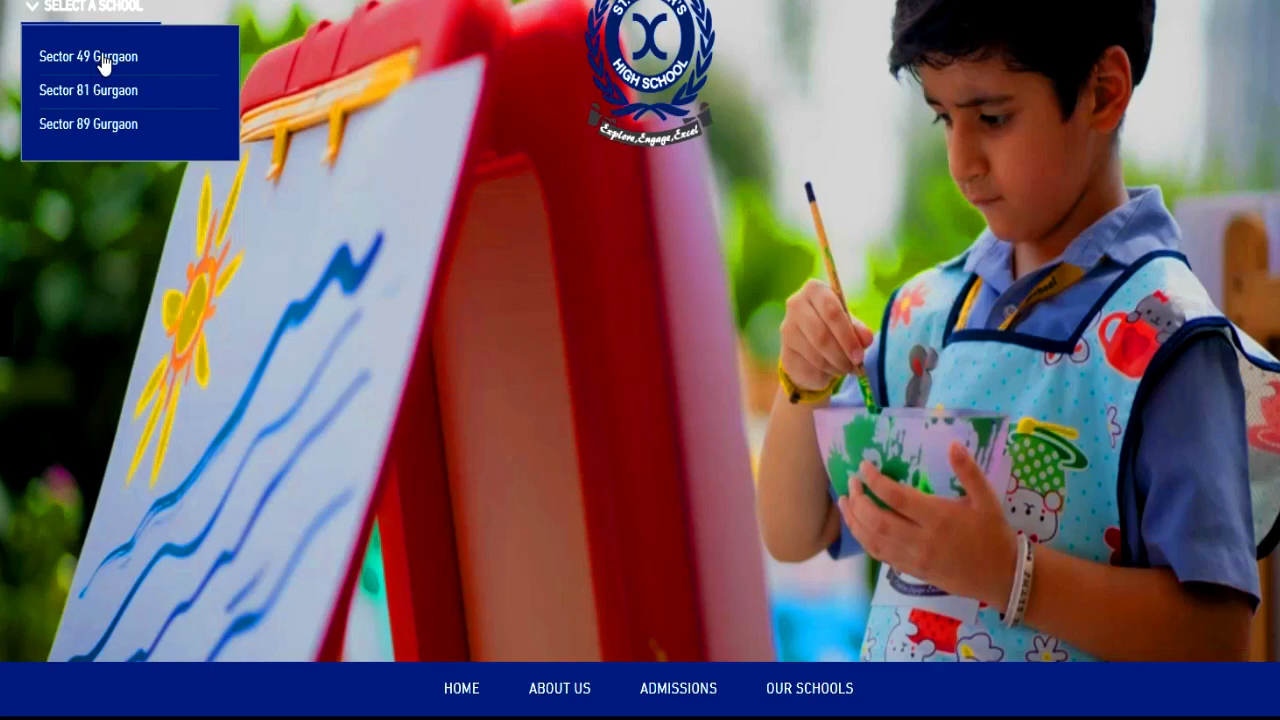 SELECT A SCHOOL
Sector 49 Gurgaon
Sector 81 Gurgaon
Sector 89 Gurgaon
HIGH SCHOOL
Explore,Engage,Excel
HOME
ABOUT US
ADMISSIONS
OUR SCHOOLS